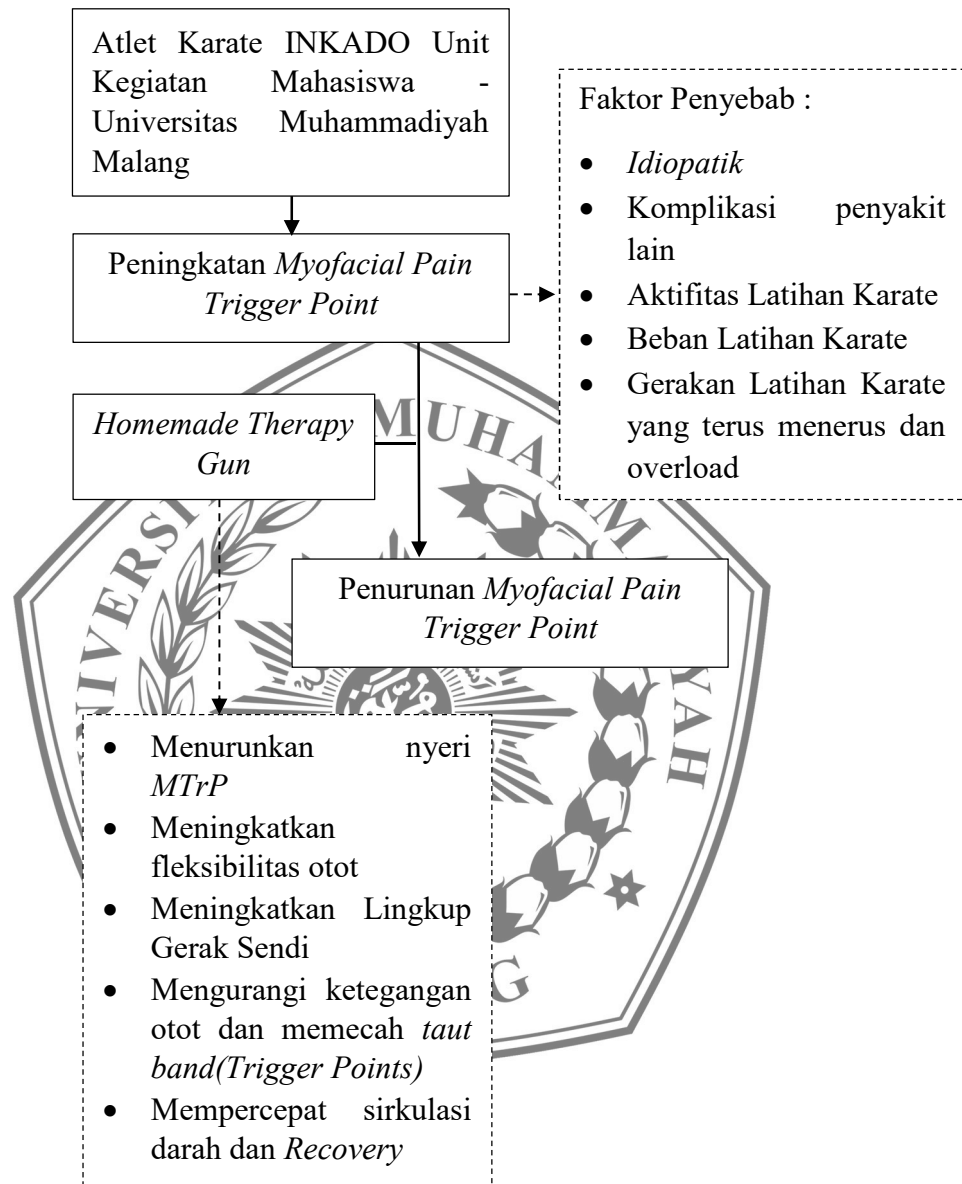 Atlet Karate INKADO Unit
Kegiatan Mahasiswa -
Universitas Muhammadiyah
Malang
Faktor Penyebab :
• Idiopatik
• Komplikasi penyakit
lain
• Aktifitas Latihan Karate
• Beban Latihan Karate
• Gerakan Latihan Karate
yang terus menerus dan
overload
Peningkatan Myofacial Pain
Trigger Point
Homemade Therapy
Gun
Penurunan Myofacial Pain
Trigger Point
• Menurunkan nyeri
MTrP
• Meningkatkan
fleksibilitas otot
• Meningkatkan Lingkup
Gerak Sendi
• Mengurangi ketegangan
otot dan memecah taut
band(Trigger Points)
• Mempercepat sirkulasi
darah dan Recovery